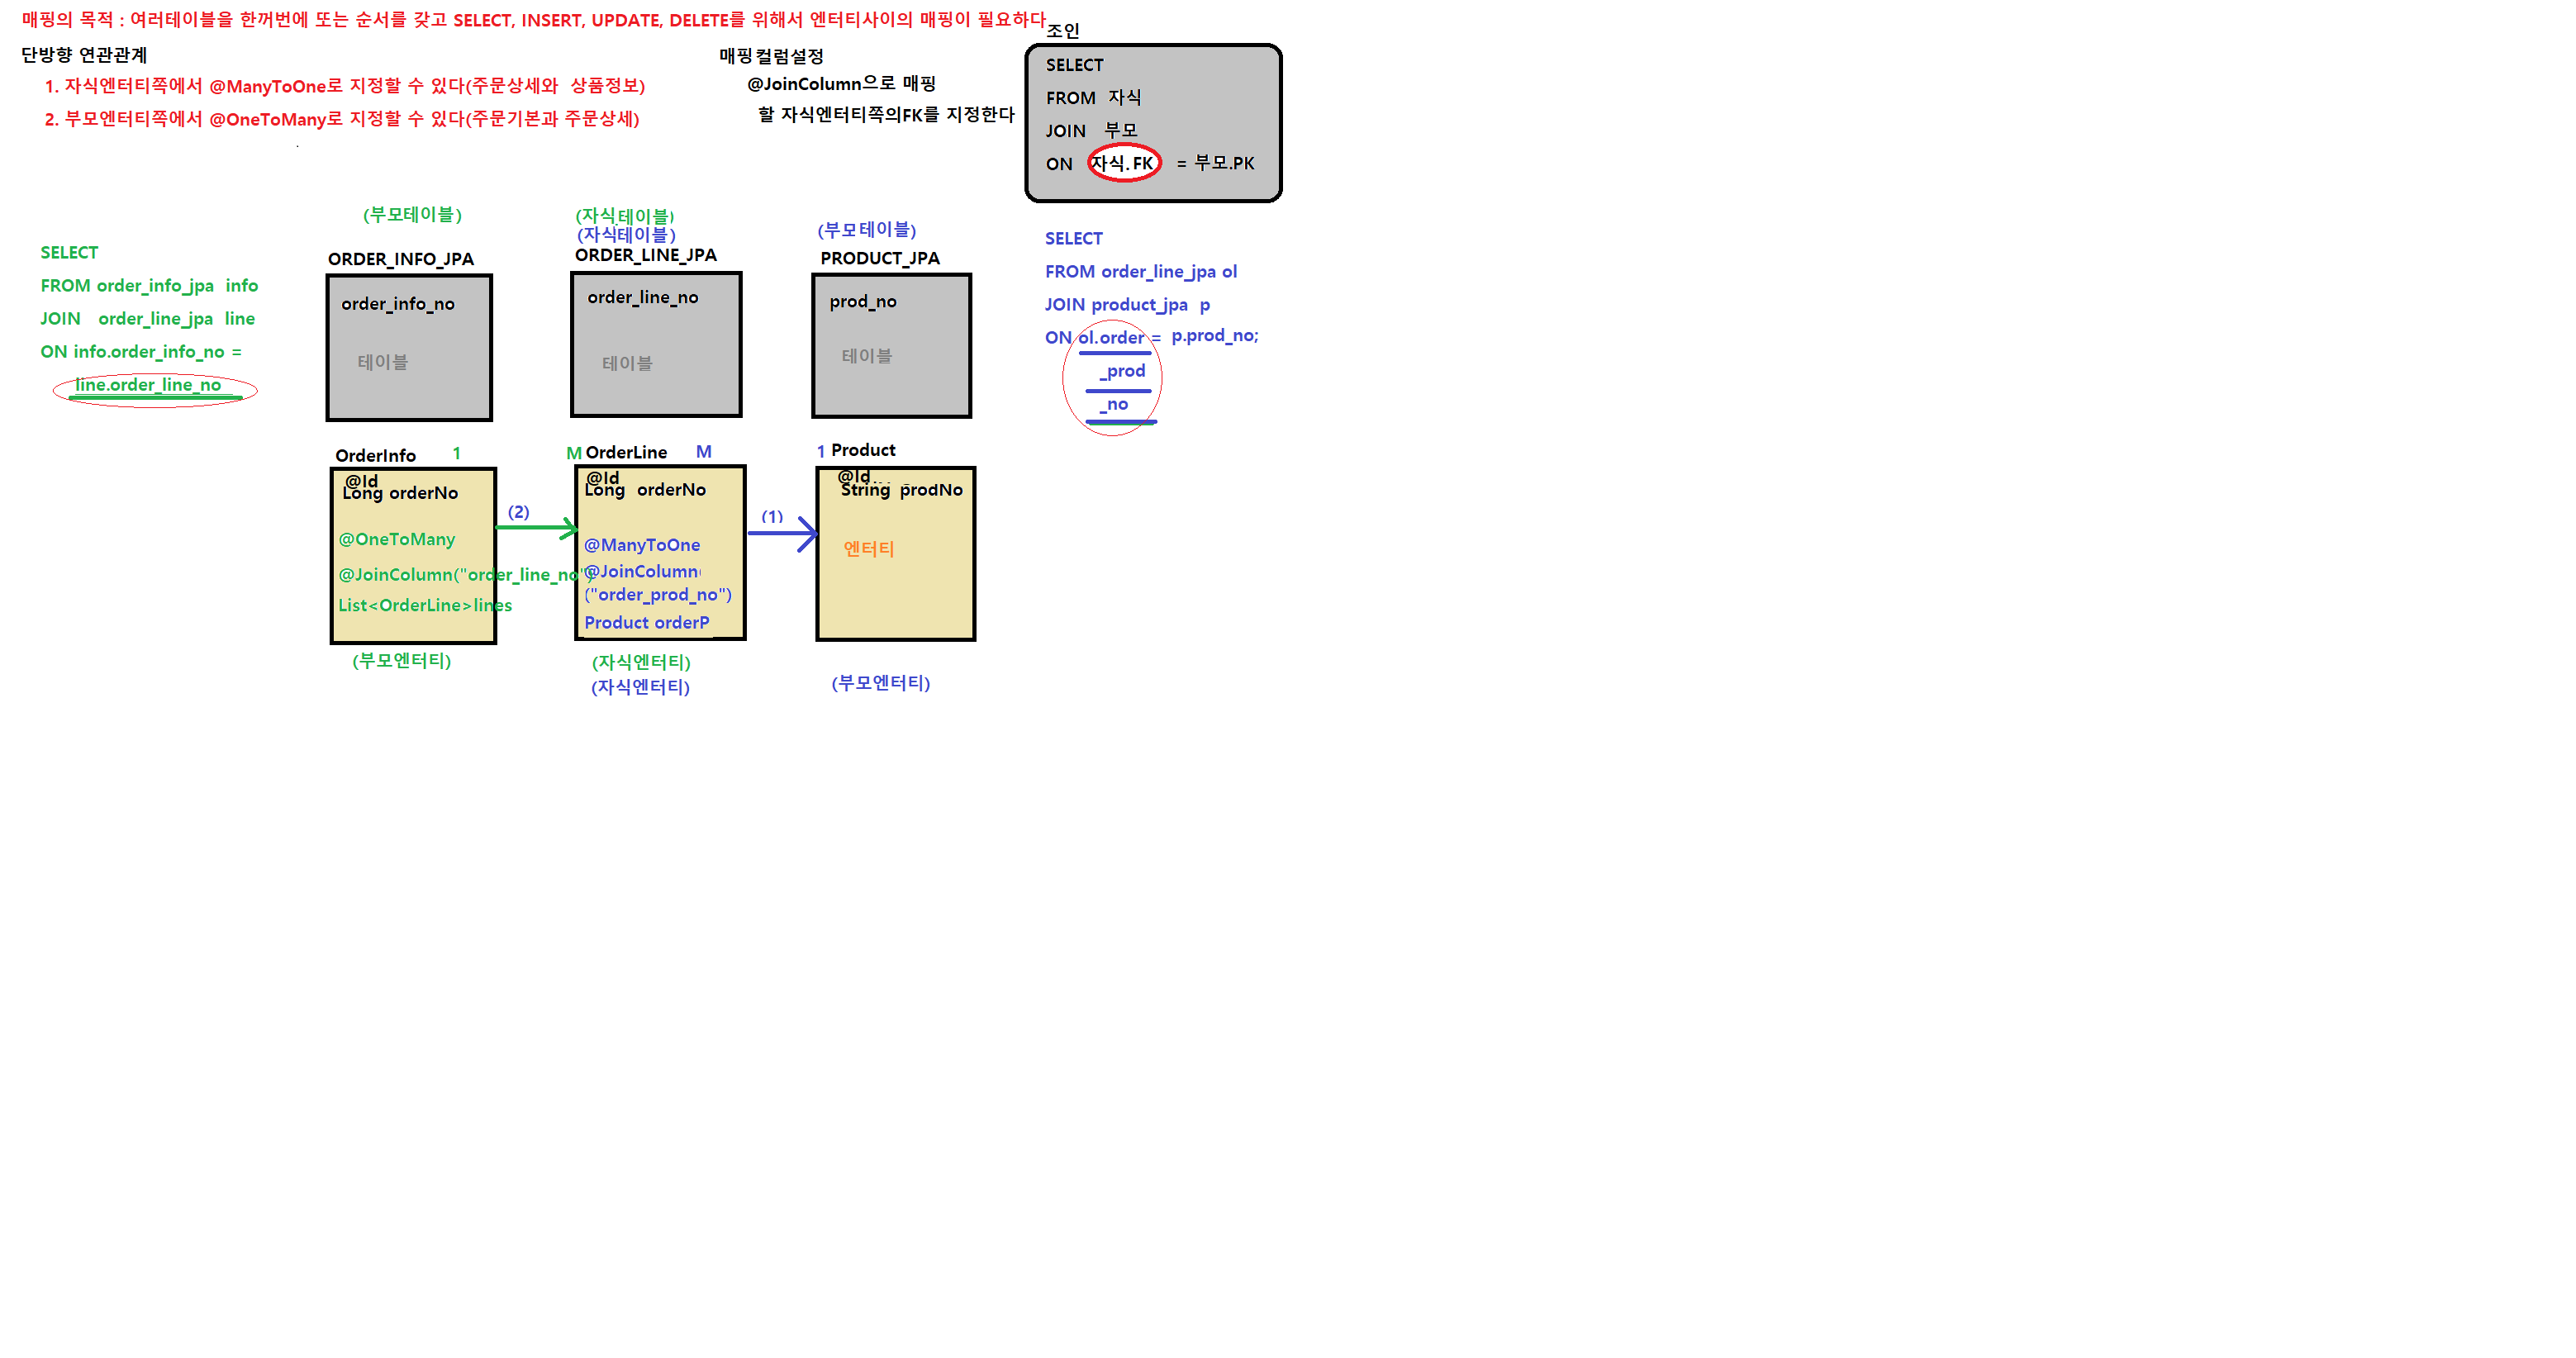 매핑의 목적 : 여러테이블을 한꺼번에 또는 순서를 갖고 SELECT, INSERT, UPDATE, DELETE를 위해서 엔터티사이의 매핑이 필요하다
단방향 연관관계
1. 자식엔터티쪽에서 @ManyToOne로 지정할 수 있다(주문상세와 상품정보)
2. 부모엔터티쪽에서 @OneToMany로 지정할 수 있다(주문기본과 주문상세)
매핑컬럼설정
@JoinColumn으로 매핑
할 자식엔터티쪽의FK를 지정한다
조인
SELECT
FROM 자식
JOIN 부모
ON 자식.FK = 부모.PK
SELECT
FROM order_info_jpa info
JOIN order_line_jpa line
ON info.order_info_no =
line.order_line_no
(부모테이블)
ORDER_INFO_JPA
order_info_no
테이블
(자식테이블)
(자식테이블)
ORDER_LINE_JPA
order_line_no
테이블
(부모테이블)
PRODUCT_JPA
prod_no
테이블
SELECT
FROM order_line_jpa ol
JOIN product_jpa p
ON ol.order = p.prod_no;
_prod
_no
OrderInfo 1
@Id
Long orderNo
@OneToMany
@JoinColumn("order_line_no")
List<OrderLine>lines
(부모엔터티)
(2)
M OrderLine M
@Id
Long orderNo
@ManyToOne
@JoinColumn(
("order_prod_no")
Product orderP
(자식엔터티)
(자식엔터티)
(1)
1 Product
@Id
String prodNo
엔터티
(부모엔터티)